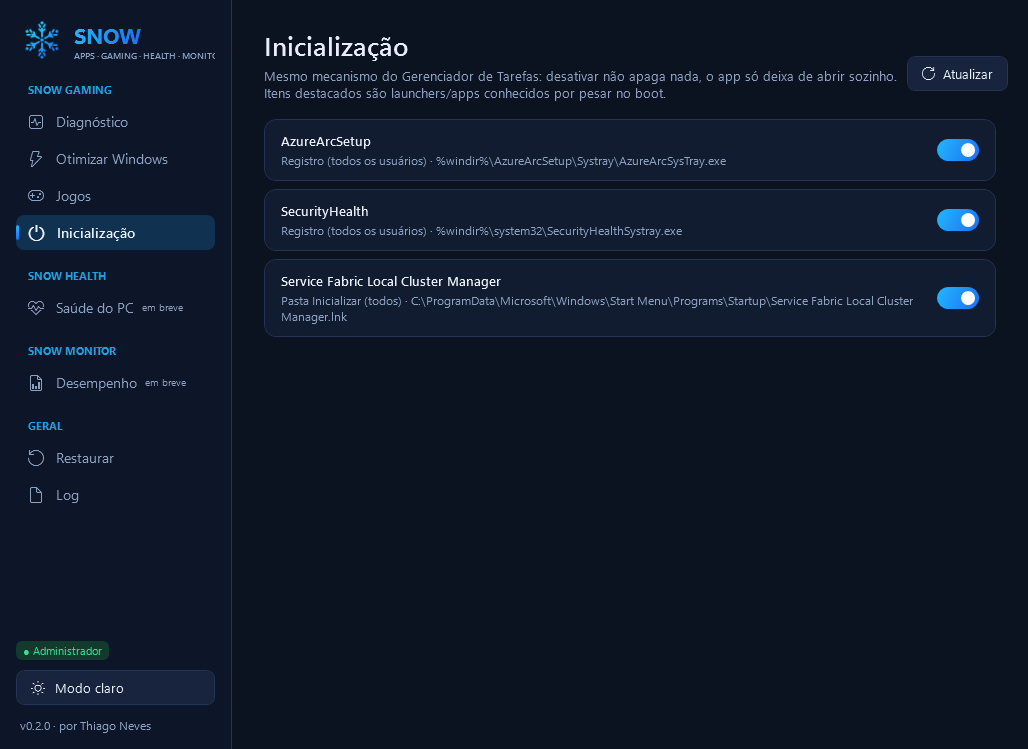 SNOW
APPS · GAMING · HEALTH · MONITO
SNOW GAMING
Diagnóstico
Otimizar Windows
Jogos
Inicialização
SNOW HEALTH
Saúde do PC em breve
SNOW MONITOR
Desempenho em breve
GERAL
Restaurar
Log
● Administrador
Modo claro
v0.2.0 · por Thiago Neves
Inicialização
Mesmo mecanismo do Gerenciador de Tarefas: desativar não apaga nada, o app só deixa de abrir sozinho.
Itens destacados são launchers/apps conhecidos por pesar no boot.
Atualizar
AzureArcSetup
Registro (todos os usuários) · %windir%\AzureArcSetup\Systray\AzureArcSysTray.exe
SecurityHealth
Registro (todos os usuários) · %windir%\system32\SecurityHealthSystray.exe
Service Fabric Local Cluster Manager
Pasta Inicializar (todos) · C:\ProgramData\Microsoft\Windows\Start Menu\Programs\Startup\Service Fabric Local Cluster
Manager.lnk